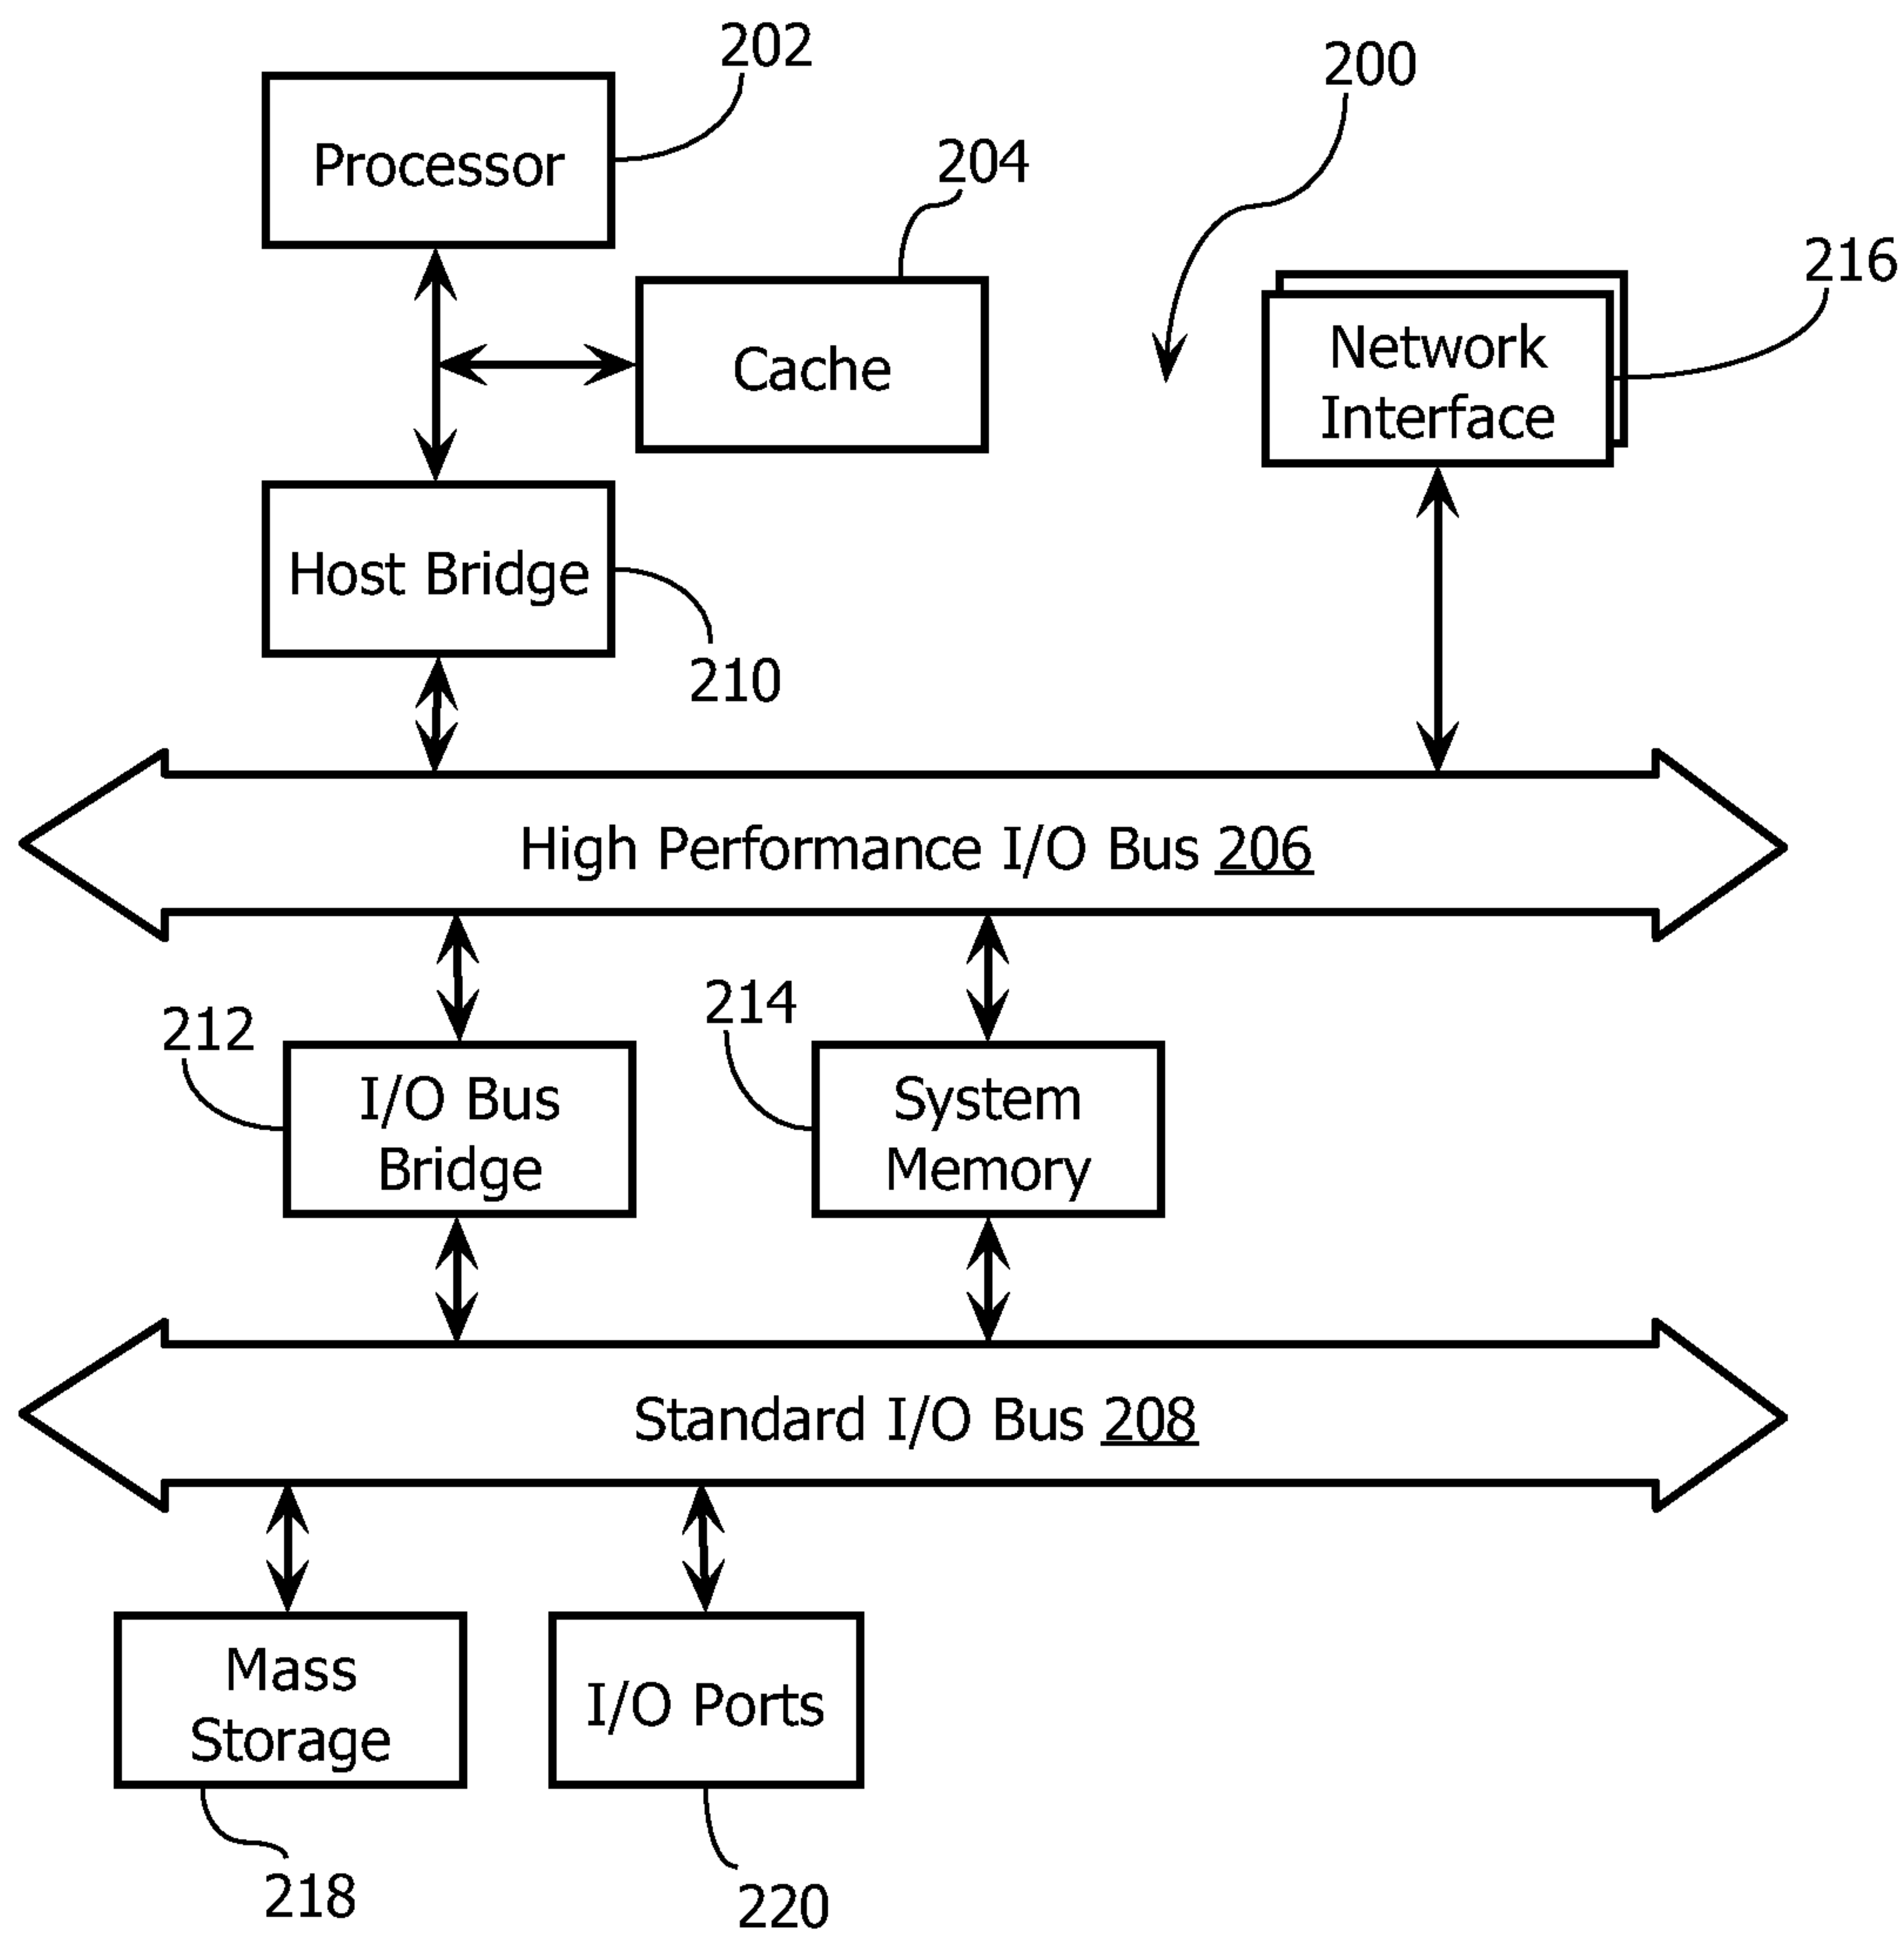 202
200
Processor
204
216
Cache
Network
Interface
Host Bridge
210
High Performance I/O Bus 206
212
214
I/O Bus
Bridge
System
Memory
Standard I/O Bus 208
Mass
Storage
I/O Ports
218
220